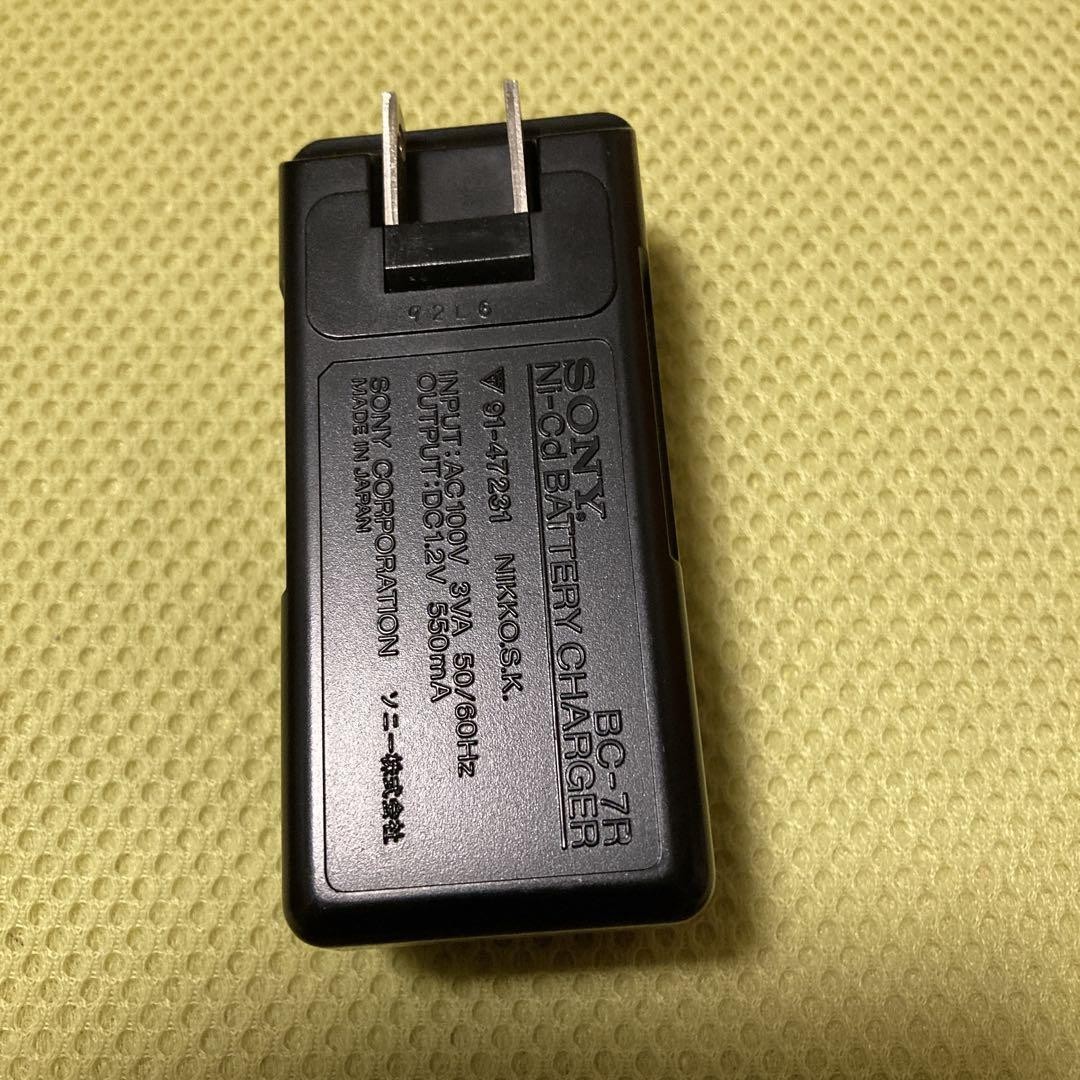 92L6
SONY. BC-7R
Ni-Cd BATTERY CHARGER
91-47231 NIKKO.S.K.
INPUT:AC100V 3VA 50/60Hz
OUTPUT:DC1.2V 550mA
SONY CORPORATION ソニー株式会社
MADE IN JAPAN